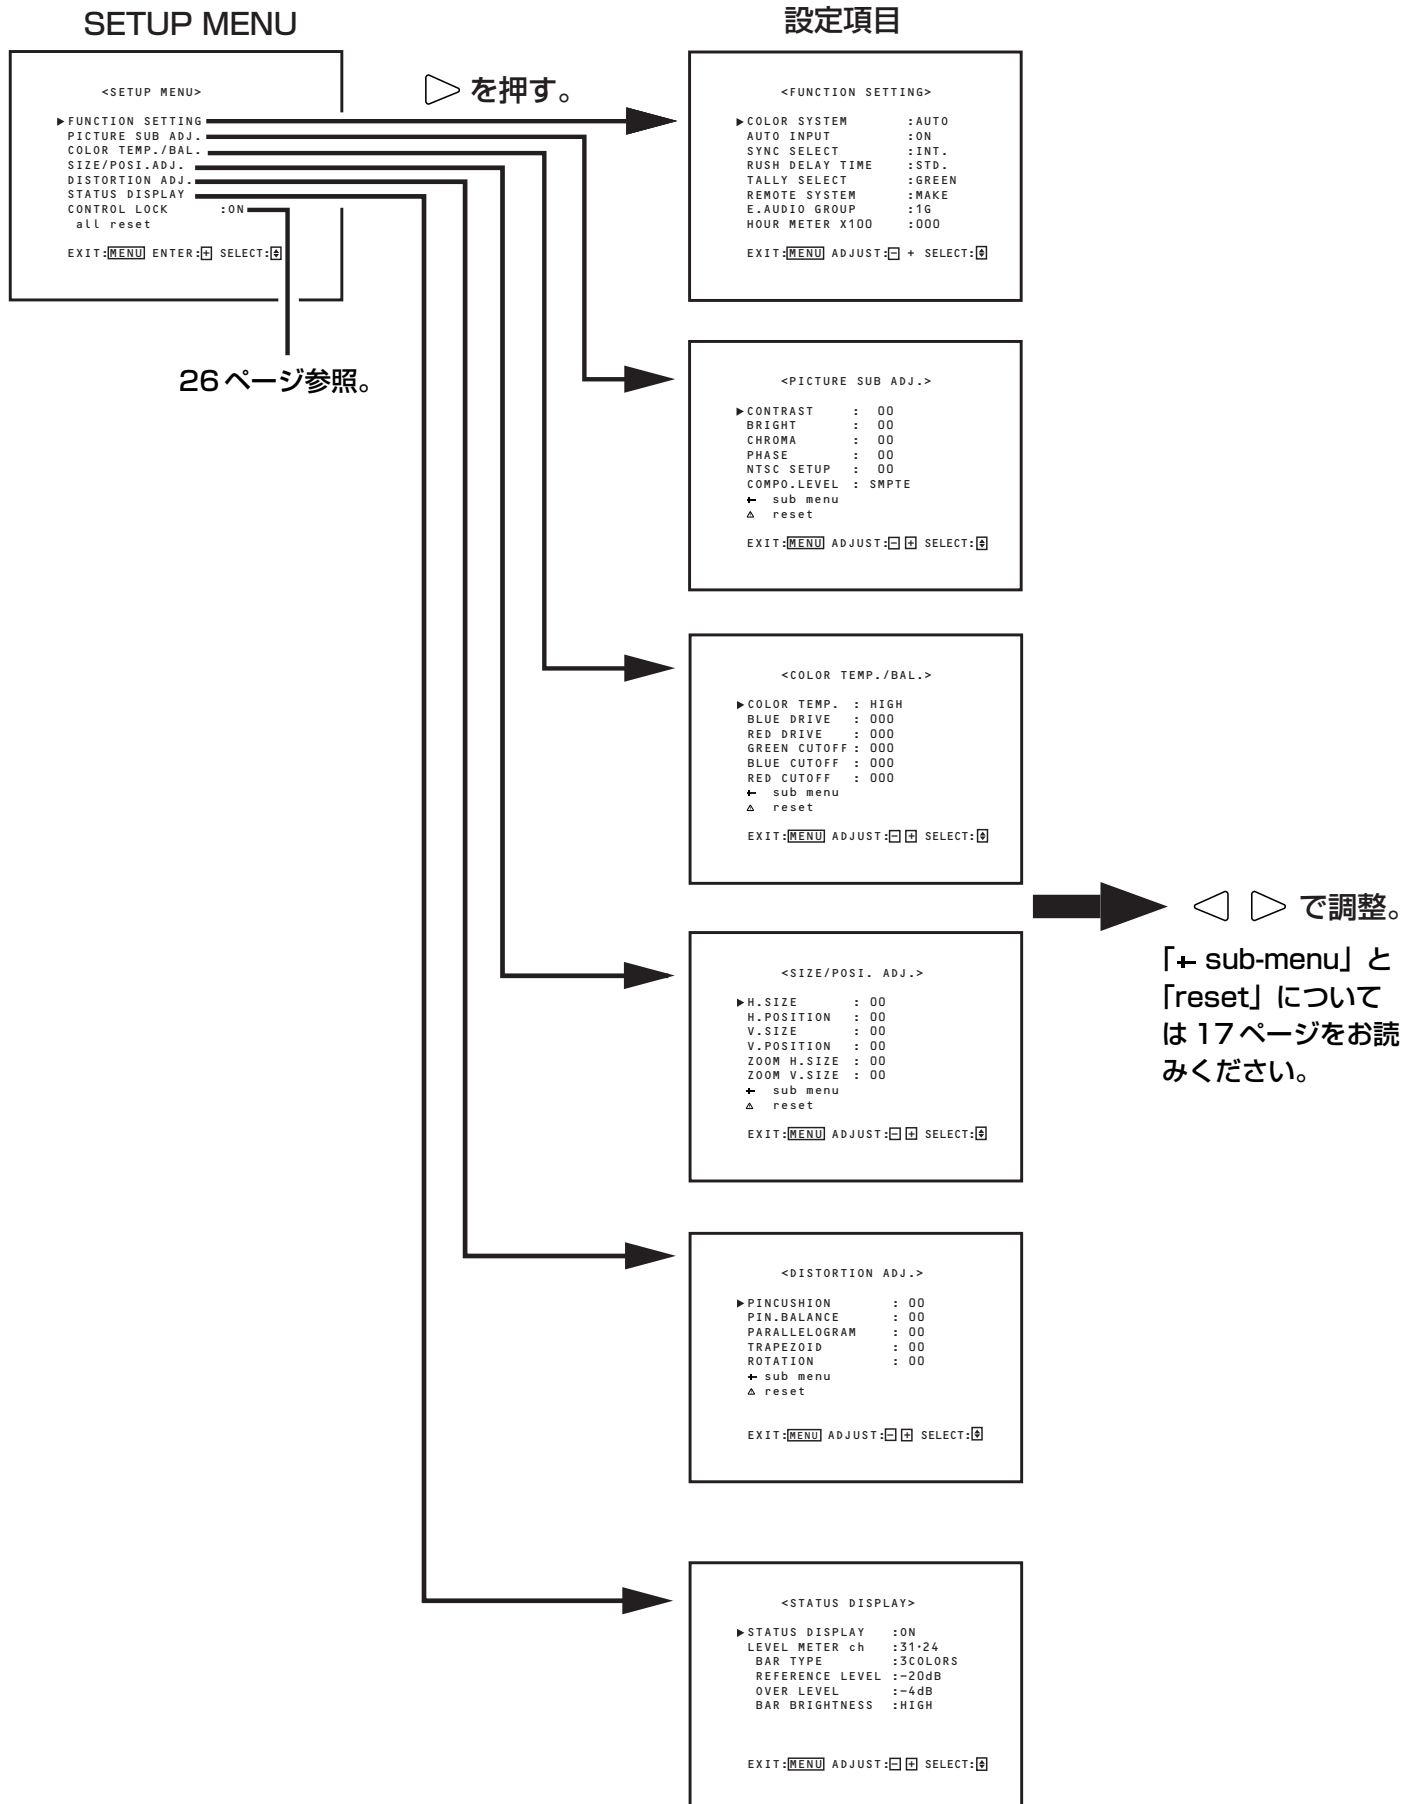 SETUP MENU
<SETUP MENU>
▶FUNCTION SETTING
PICTURE SUB ADJ.
COLOR TEMP./BAL.
SIZE/POSI.ADJ.
DISTORTION ADJ.
STATUS DISPLAY
CONTROL LOCK :ON
all reset
EXIT:MENU ENTER:+ SELECT:
▷を押す。
26ページ参照。
設定項目
<FUNCTION SETTING>
▶COLOR SYSTEM :AUTO
AUTO INPUT :ON
SYNC SELECT :INT.
RUSH DELAY TIME :STD.
TALLY SELECT :GREEN
REMOTE SYSTEM :MAKE
E.AUDIO GROUP :1G
HOUR METER X100 :000
EXIT:MENU ADJUST:- + SELECT:
<PICTURE SUB ADJ.>
▶CONTRAST : 00
BRIGHT : 00
CHROMA : 00
PHASE : 00
NTSC SETUP : 00
COMPO.LEVEL : SMPTE
sub menu
reset
EXIT:MENU ADJUST:- + SELECT:
<COLOR TEMP./BAL.>
▶COLOR TEMP. : HIGH
BLUE DRIVE : 000
RED DRIVE : 000
GREEN CUTOFF : 000
BLUE CUTOFF : 000
RED CUTOFF : 000
sub menu
reset
EXIT:MENU ADJUST:- + SELECT:
<SIZE/POSI. ADJ.>
▶H.SIZE : 00
H.POSITION : 00
V.SIZE : 00
V.POSITION : 00
ZOOM H.SIZE : 00
ZOOM V.SIZE : 00
sub menu
reset
EXIT:MENU ADJUST:- + SELECT:
<DISTORTION ADJ.>
▶PINCUSHION : 00
PIN.BALANCE : 00
PARALLELOGRAM : 00
TRAPEZOID : 00
ROTATION : 00
sub menu
reset
EXIT:MENU ADJUST:- + SELECT:
<STATUS DISPLAY>
▶STATUS DISPLAY :ON
LEVEL METER ch :31·24
BAR TYPE :3COLORS
REFERENCE LEVEL :-20dB
OVER LEVEL :-4dB
BAR BRIGHTNESS :HIGH
EXIT:MENU ADJUST:- + SELECT:
◁ ▷で調整。
「sub-menu」と
「reset」について
は17ページをお読
みください。